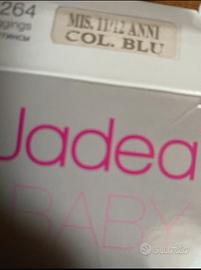 264
MIS. 11/12 ANNI
COL. BLU
Jadea
BABY
Subito